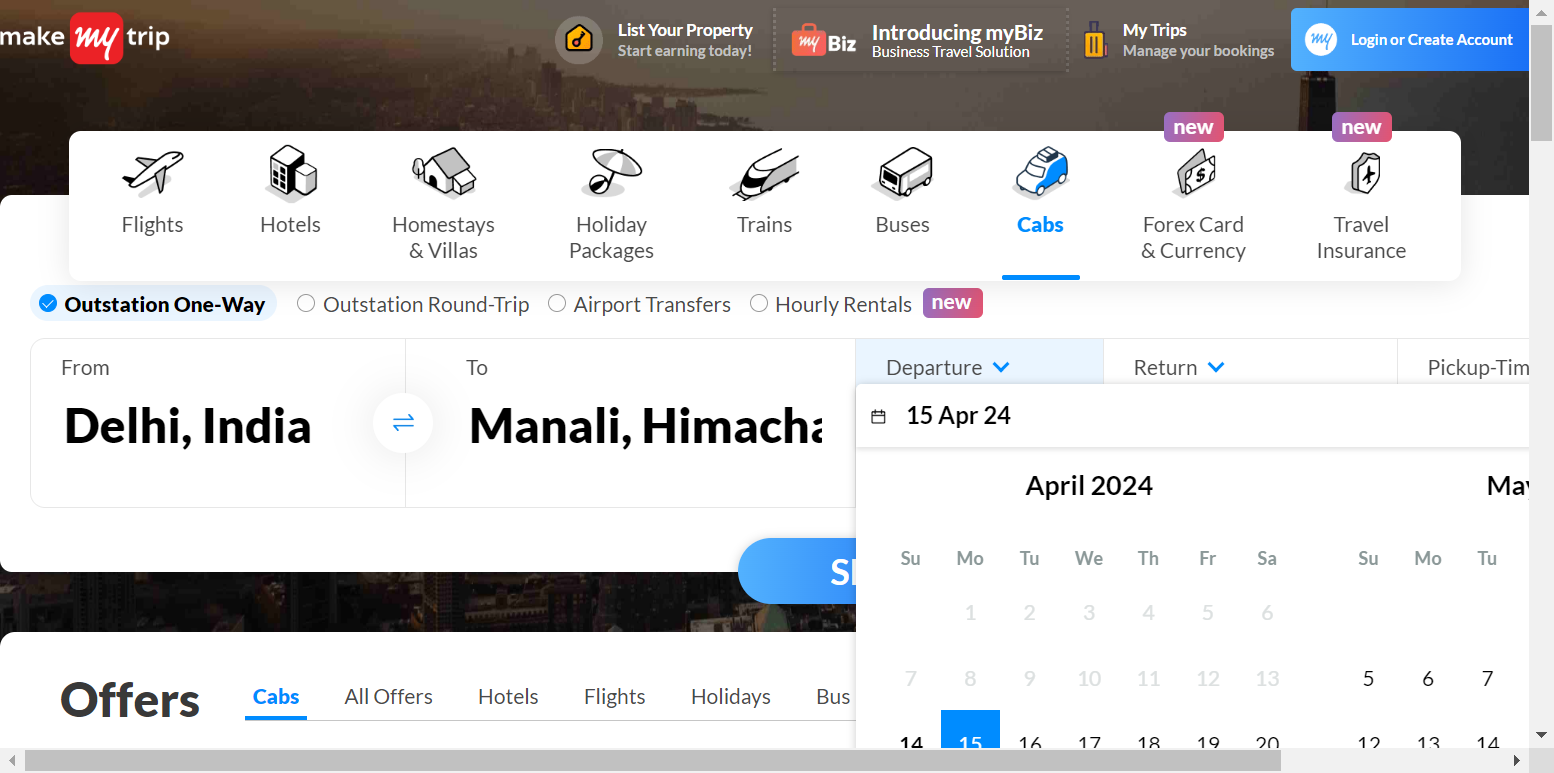 make my trip
List Your Property
Start earning today!
my Biz
Introducing myBiz
Business Travel Solution
My Trips
Manage your bookings
my
Login or Create Account
new
new
Flights
Hotels
Homestays
& Villas
Holiday
Packages
Trains
Buses
Cabs
$
Forex Card
& Currency
Travel
Insurance
Outstation One-Way
Outstation Round-Trip
Airport Transfers
Hourly Rentals
new
From
Delhi, India
To
Manali, Himacha
Departure
Return
Pickup-Tim
15 Apr 24
April 2024
May
Su Mo Tu We Th Fr Sa
Su Mo Tu
1 2 3 4 5 6
7 8 9 10 11 12 13
5 6 7
14 15 16 17 18 19 20
12 13 14
Offers
Cabs
All Offers
Hotels
Flights
Holidays
Bus